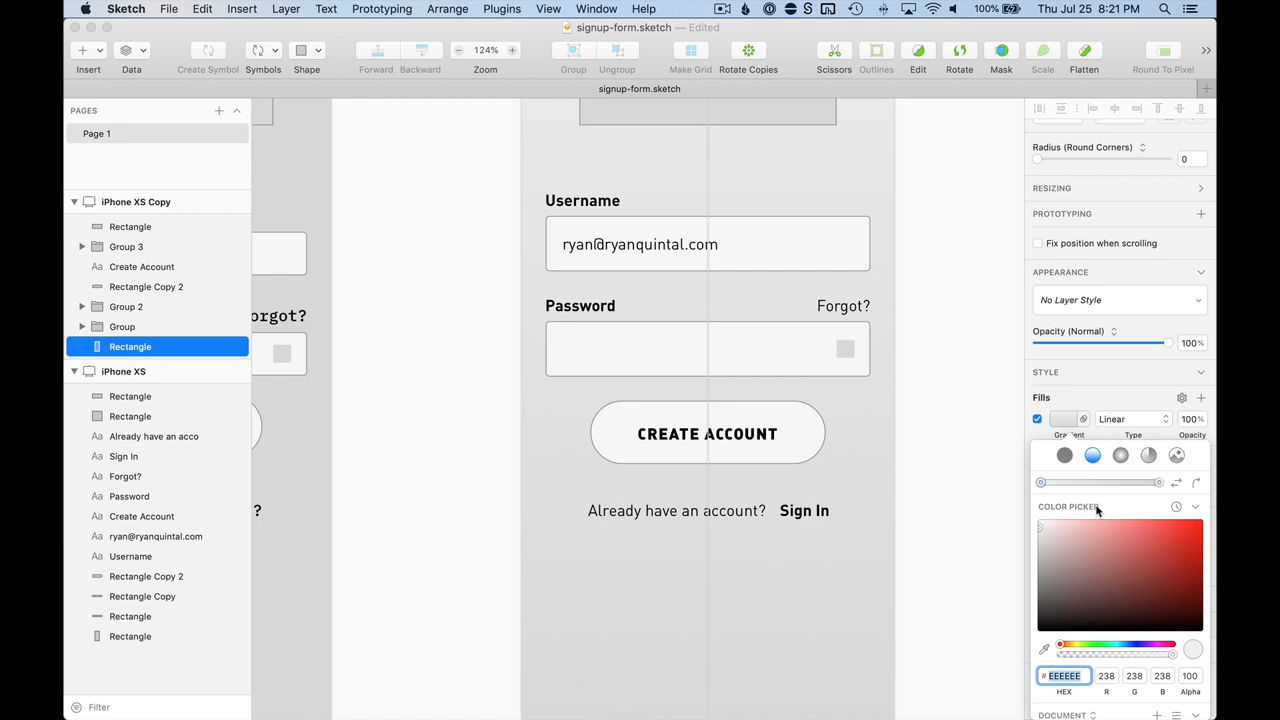 Sketch File Edit Insert Layer Text Prototyping Arrange Plugins View Window Help 100% Thu Jul 25 8:21 PM
signup-form.sketch — Edited
124%
Insert Data Create Symbol Symbols Shape Forward Backward Zoom Group Ungroup Make Grid Rotate Copies Scissors Outlines Edit Rotate Mask Scale Flatten Round To Pixel
signup-form.sketch
PAGES
Page 1
iPhone XS Copy
Rectangle
Group 3
Create Account
Rectangle Copy 2
Group 2
Group
Rectangle
iPhone XS
Rectangle
Rectangle
Already have an acco
Sign In
Forgot?
Password
Create Account
ryan@ryanquintal.com
Username
Rectangle Copy 2
Rectangle Copy
Rectangle
Rectangle
Filter
orgot?
?
Username
ryan@ryanquintal.com
Password Forgot?
CREATE ACCOUNT
Already have an account? Sign In
Radius (Round Corners)
0
RESIZING
PROTOTYPING
Fix position when scrolling
APPEARANCE
No Layer Style
Opacity (Normal)
100%
STYLE
Fills
Linear 100%
Gradient Type Opacity
COLOR PICKER
# EEEEEE 238 238 238 100
HEX R G B Alpha
DOCUMENT